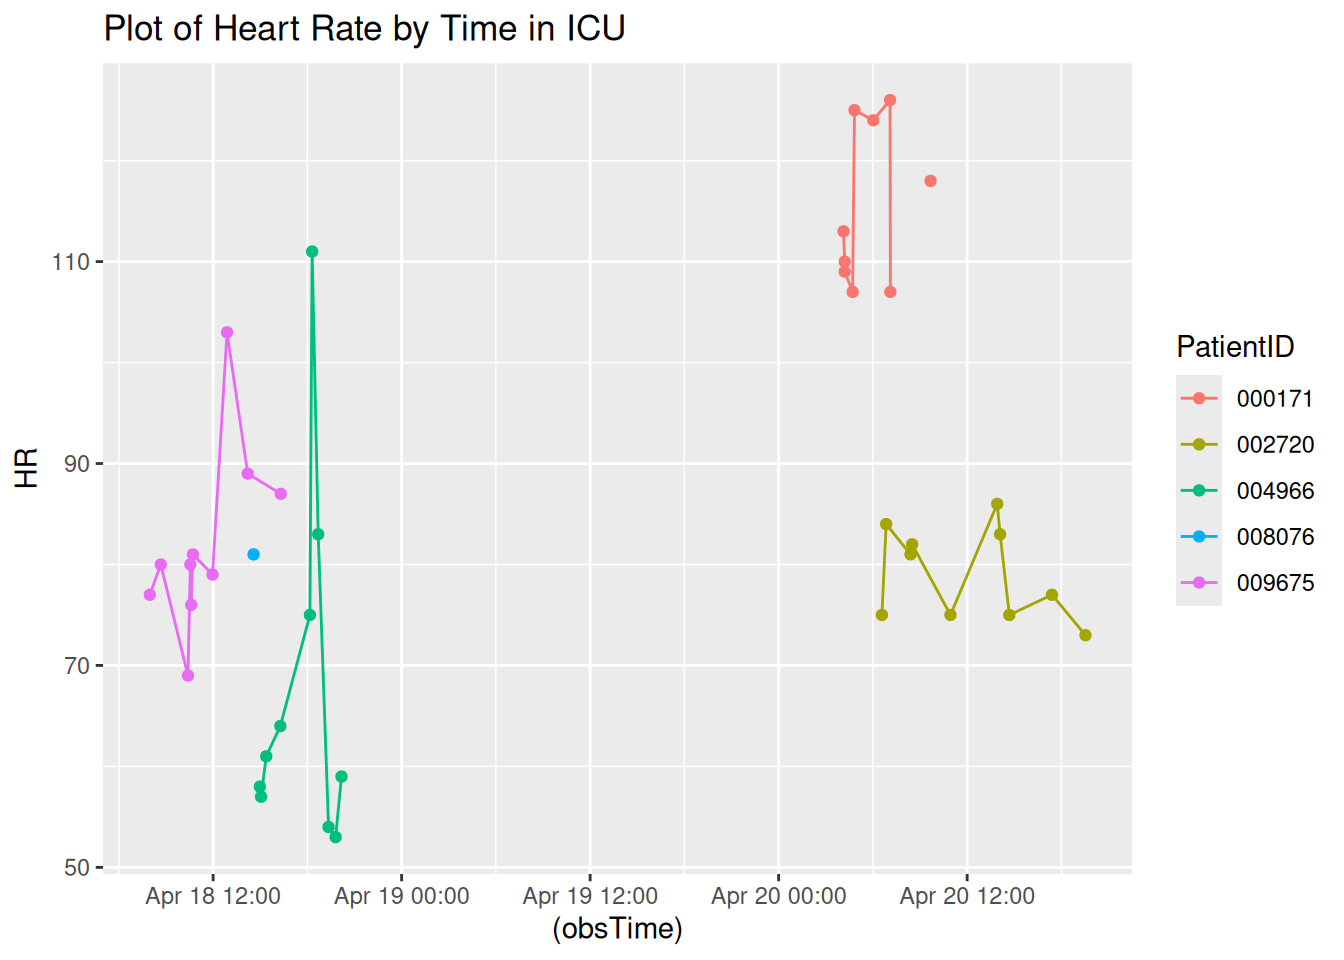 Plot of Heart Rate by Time in ICU
110
90
70
50
HR
Apr 18 12:00 Apr 19 00:00 Apr 19 12:00 Apr 20 00:00 Apr 20 12:00
(obsTime)
PatientID
000171
002720
004966
008076
009675